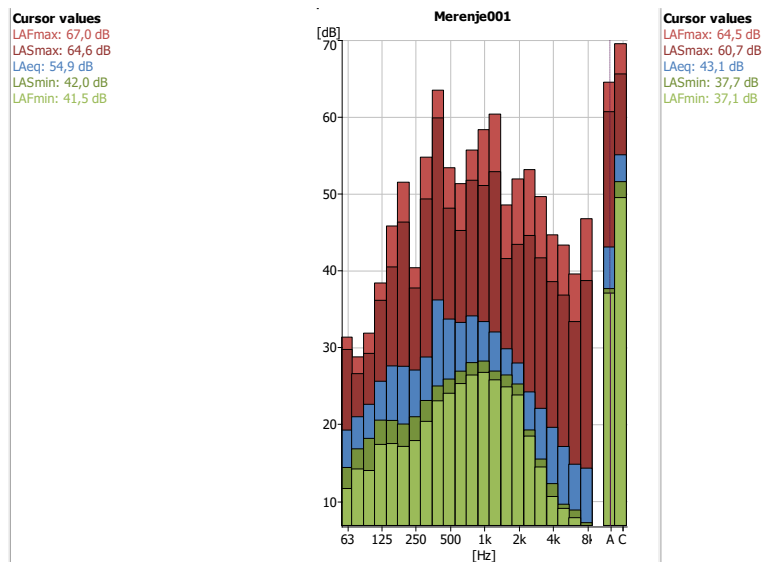 Cursor values
LAFmax: 67,0 dB
LASmax: 64,6 dB
LAeq: 54,9 dB
LASmin: 42,0 dB
LAFmin: 41,5 dB
Merenje001
[dB]
70
60
50
40
30
20
10
63 125 250 500 1k 2k 4k 8k A C
[Hz]
Cursor values
LAFmax: 64,5 dB
LASmax: 60,7 dB
LAeq: 43,1 dB
LASmin: 37,7 dB
LAFmin: 37,1 dB